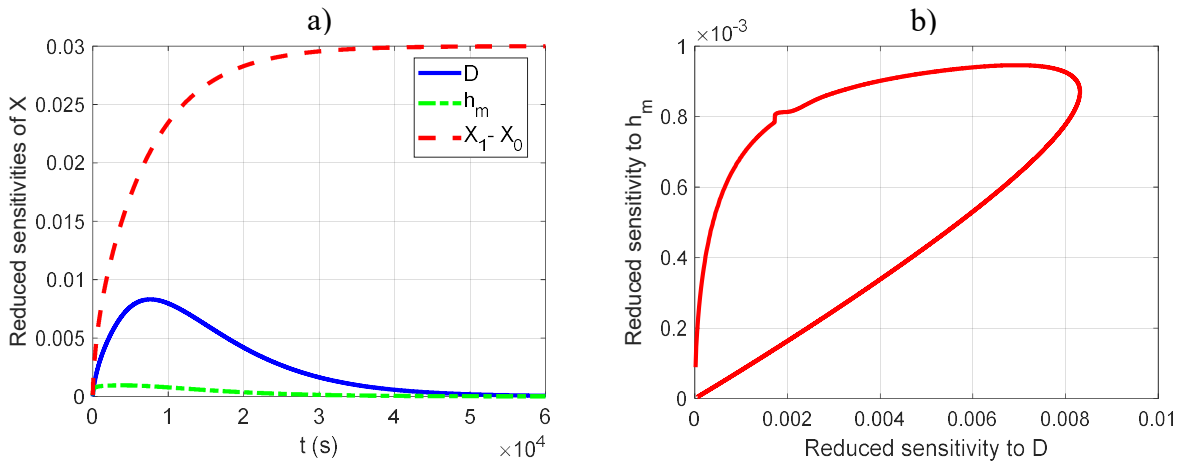 a)
Reduced sensitivities of X
0.03
0.025
0.02
0.015
0.01
0.005
0
D
h_m
X_1- X_0
0 1 2 3 4 5 6
t (s)
×10^4
b)
×10^-3
Reduced sensitivity to h_m
1
0.8
0.6
0.4
0.2
0
0 0.002 0.004 0.006 0.008 0.01
Reduced sensitivity to D